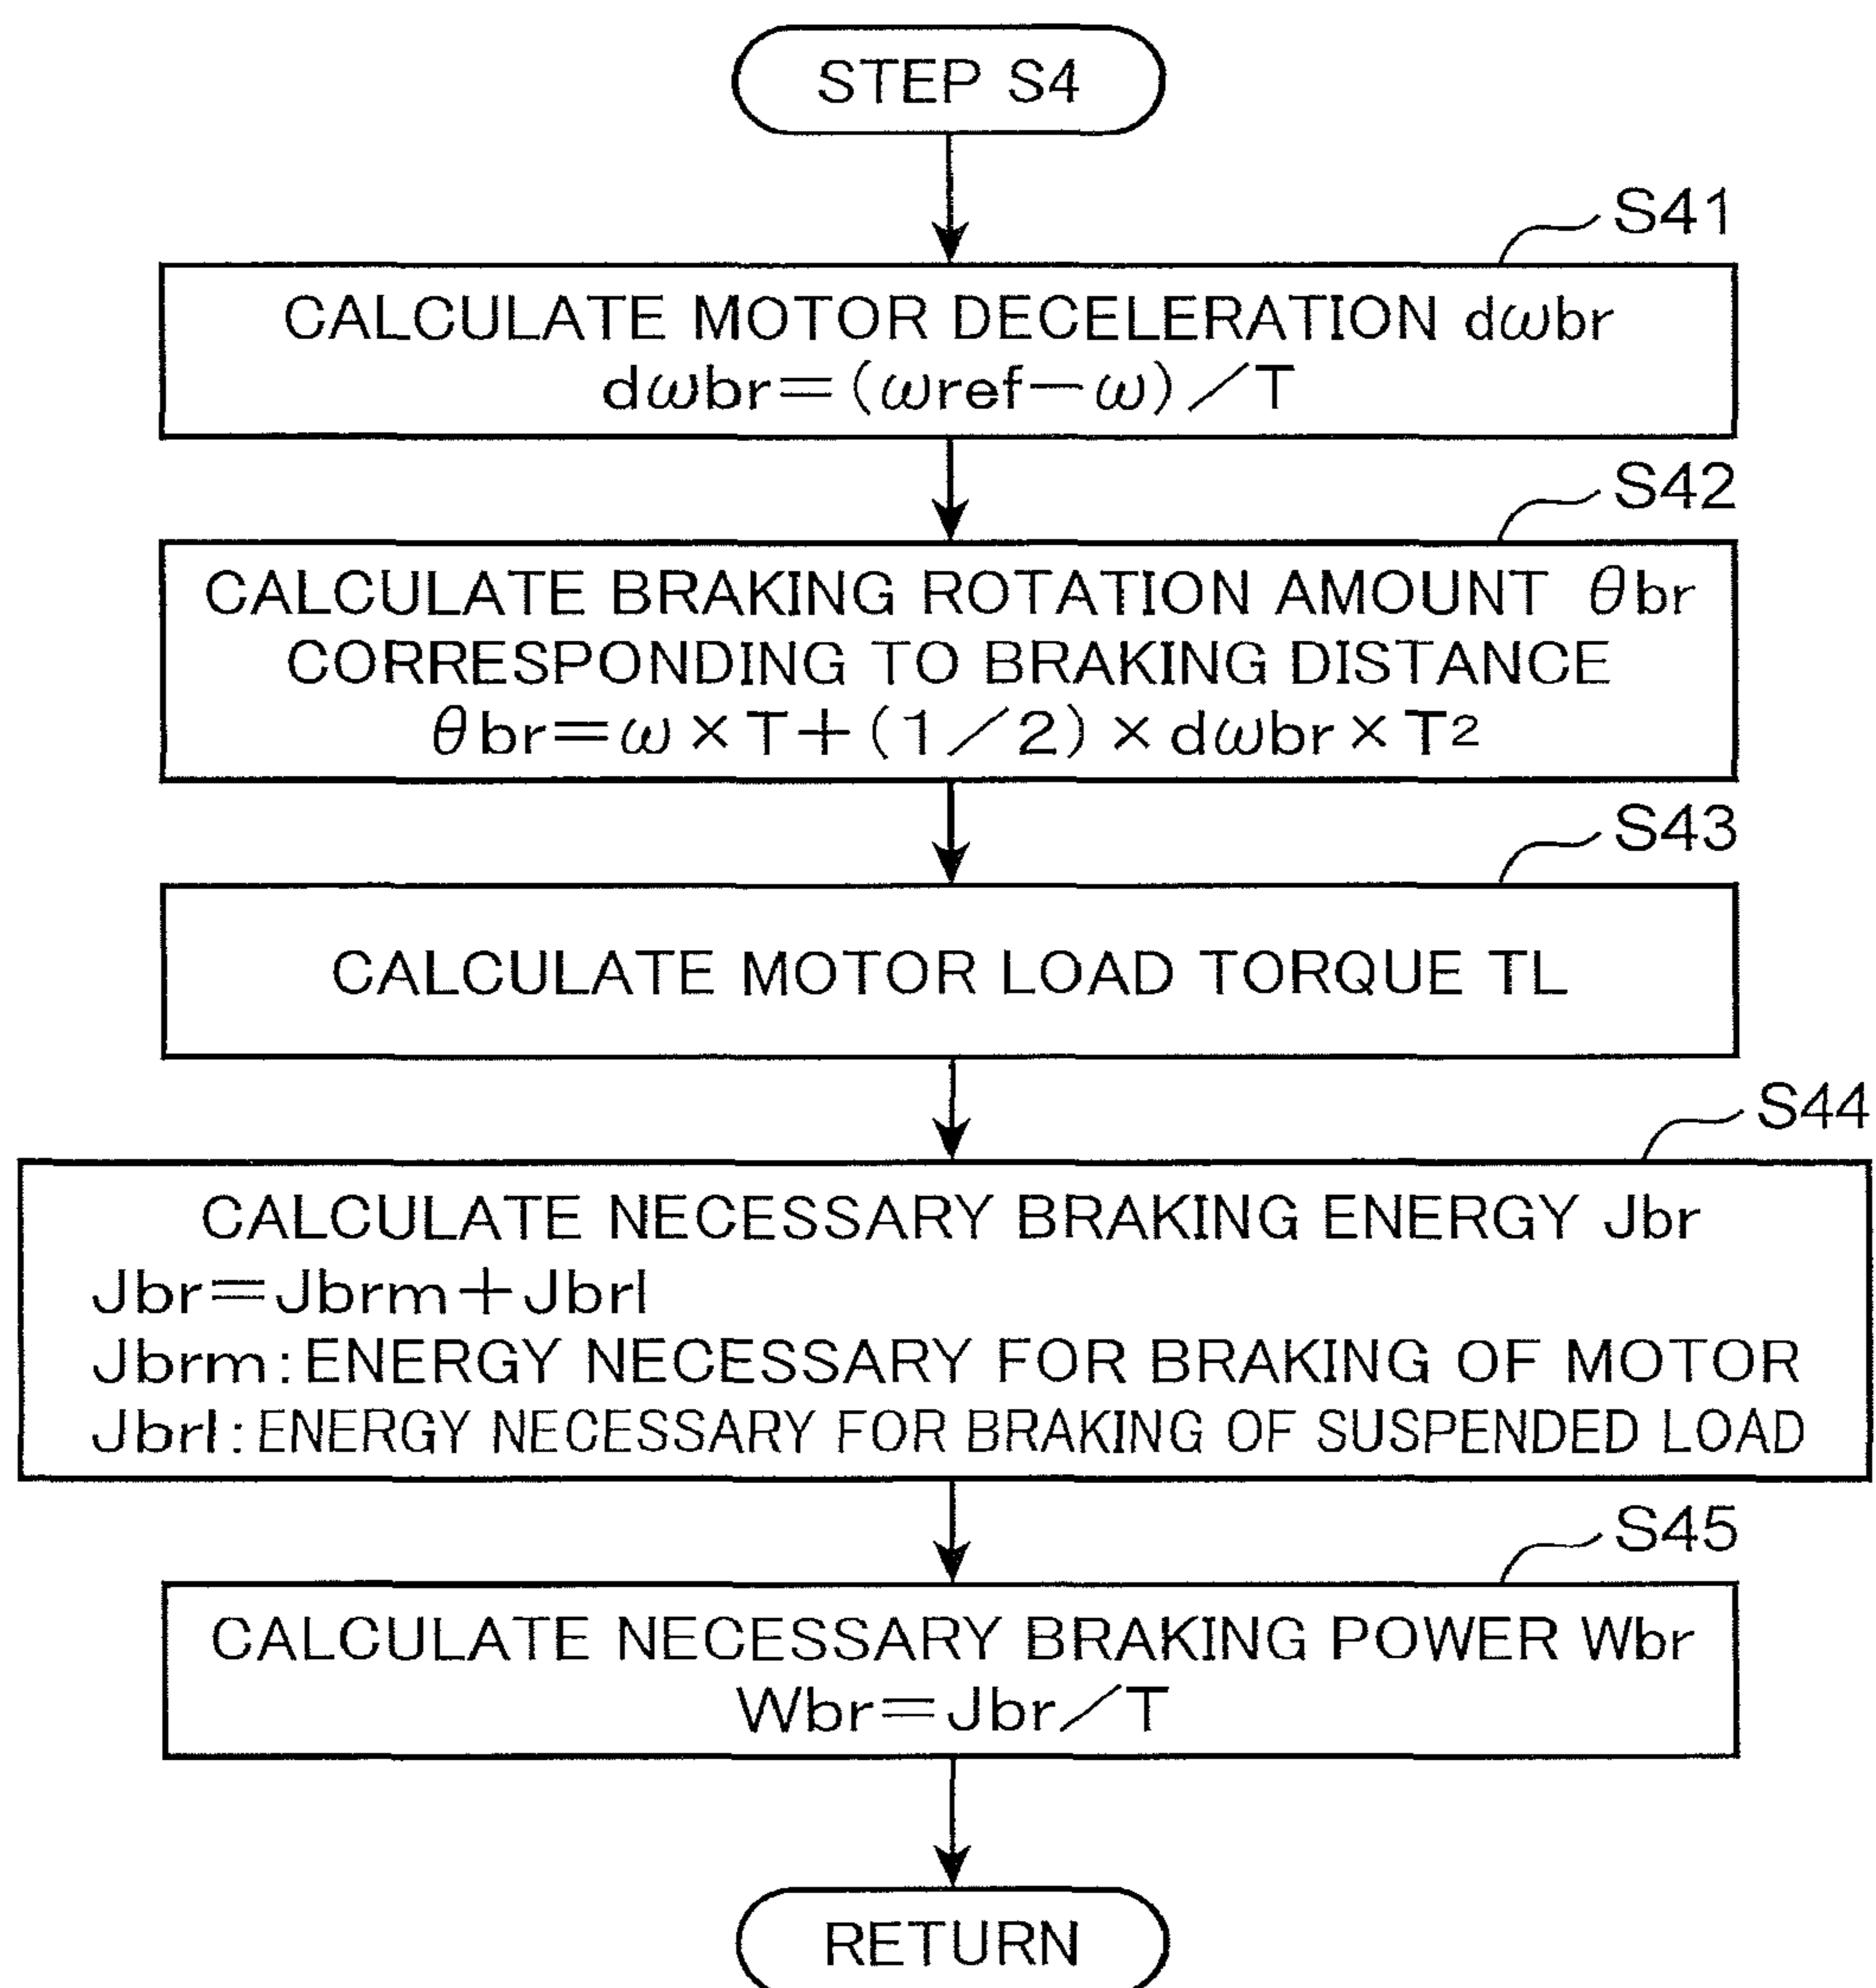 STEP S4
S41
CALCULATE MOTOR DECELERATION dωbr
dωbr=(ωref−ω)/T
S42
CALCULATE BRAKING ROTATION AMOUNT θbr
CORRESPONDING TO BRAKING DISTANCE
θbr=ω×T+(1/2)×dωbr×T²
S43
CALCULATE MOTOR LOAD TORQUE TL
S44
CALCULATE NECESSARY BRAKING ENERGY Jbr
Jbr=Jbrm+Jbrl
Jbrm:ENERGY NECESSARY FOR BRAKING OF MOTOR
Jbrl:ENERGY NECESSARY FOR BRAKING OF SUSPENDED LOAD
S45
CALCULATE NECESSARY BRAKING POWER Wbr
Wbr=Jbr/T
RETURN